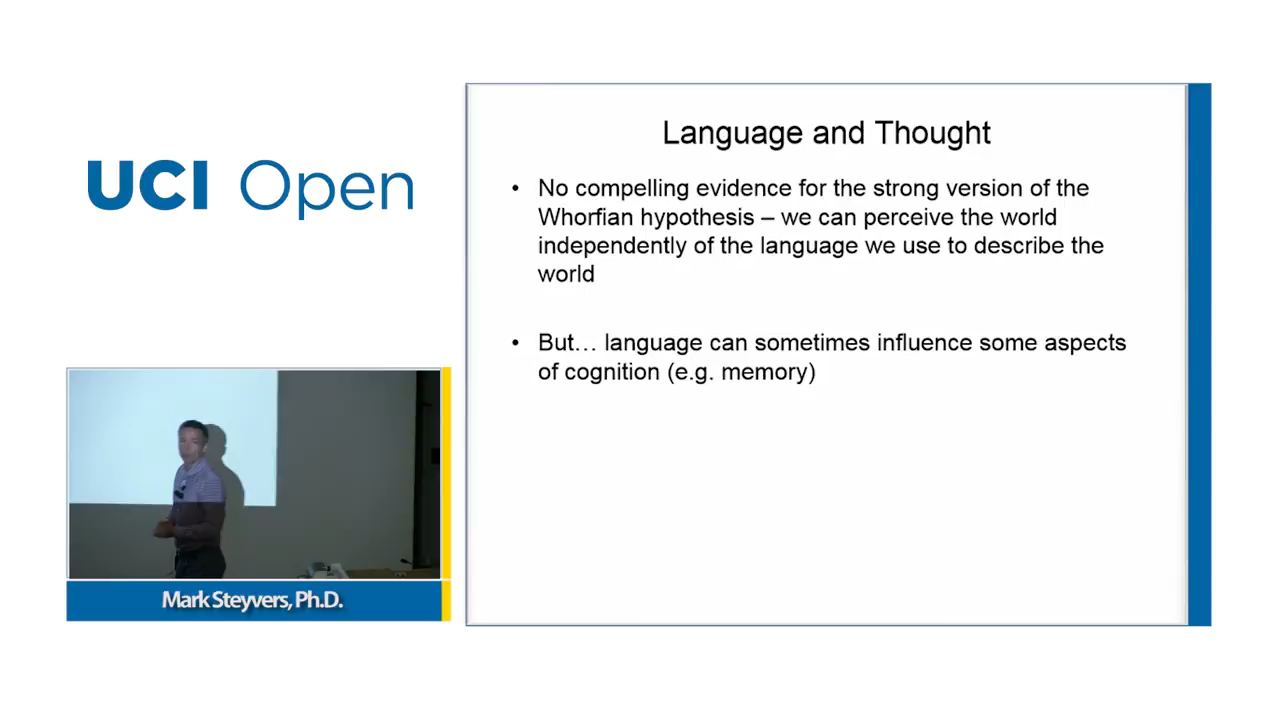 UCI Open
Language and Thought
• No compelling evidence for the strong version of the
Whorfian hypothesis – we can perceive the world
independently of the language we use to describe the
world
• But… language can sometimes influence some aspects
of cognition (e.g. memory)
Mark Steyvers, Ph.D.